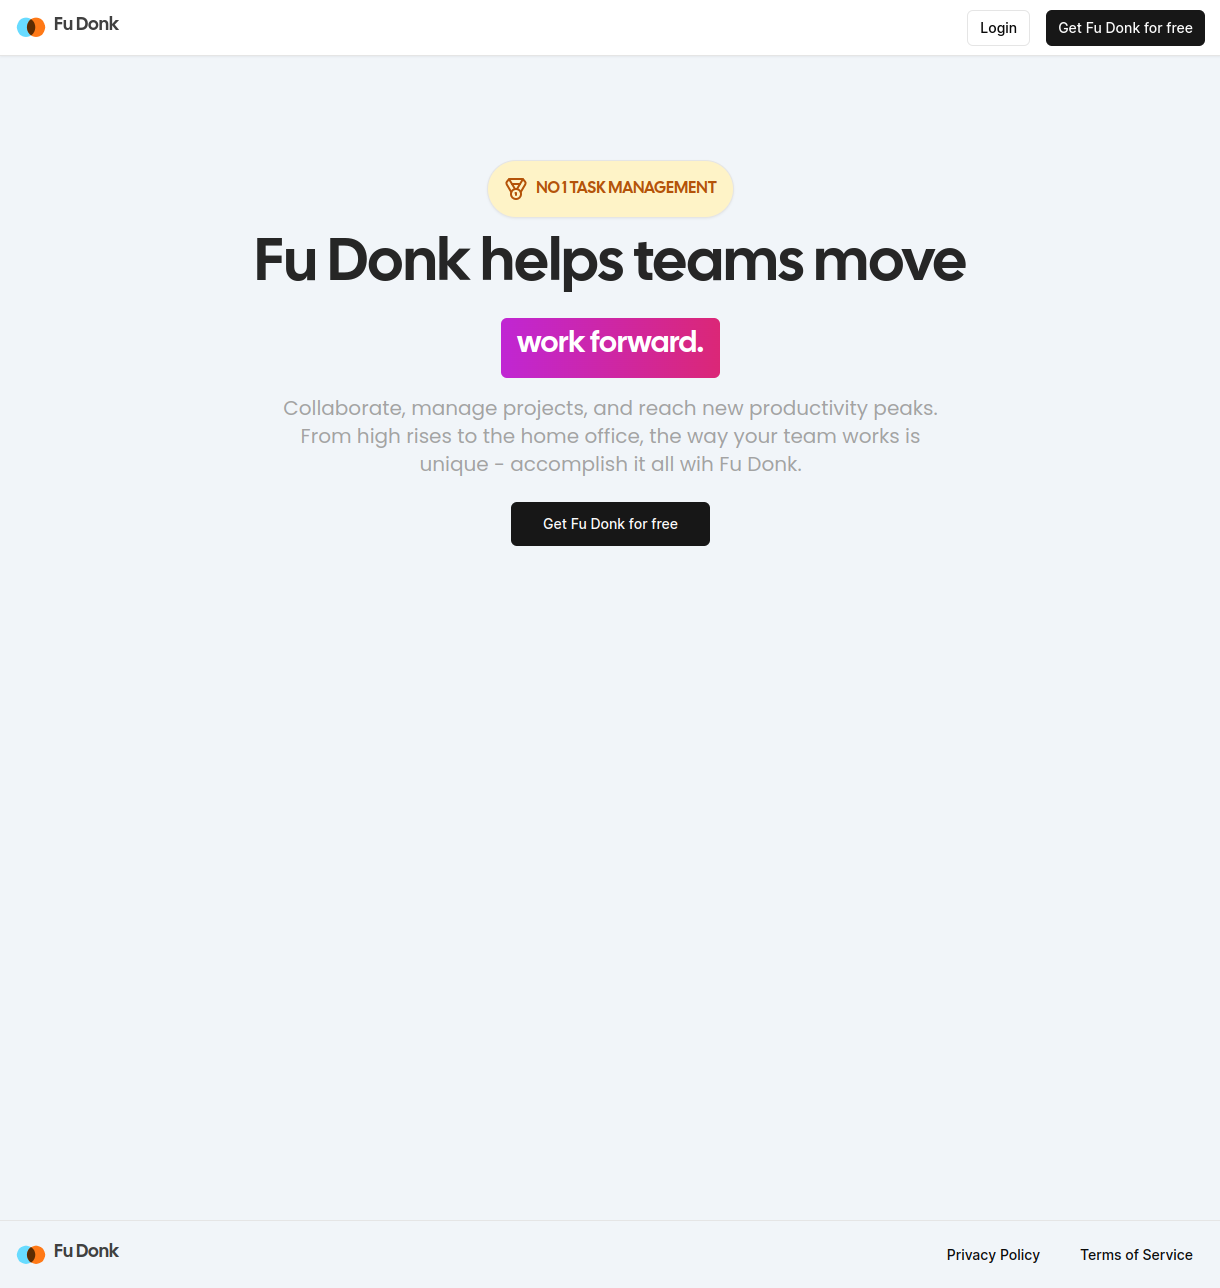 Fu Donk
Login
Get Fu Donk for free
NO 1 TASK MANAGEMENT
Fu Donk helps teams move
work forward.
Collaborate, manage projects, and reach new productivity peaks.
From high rises to the home office, the way your team works is
unique - accomplish it all wih Fu Donk.
Get Fu Donk for free
Fu Donk
Privacy Policy
Terms of Service